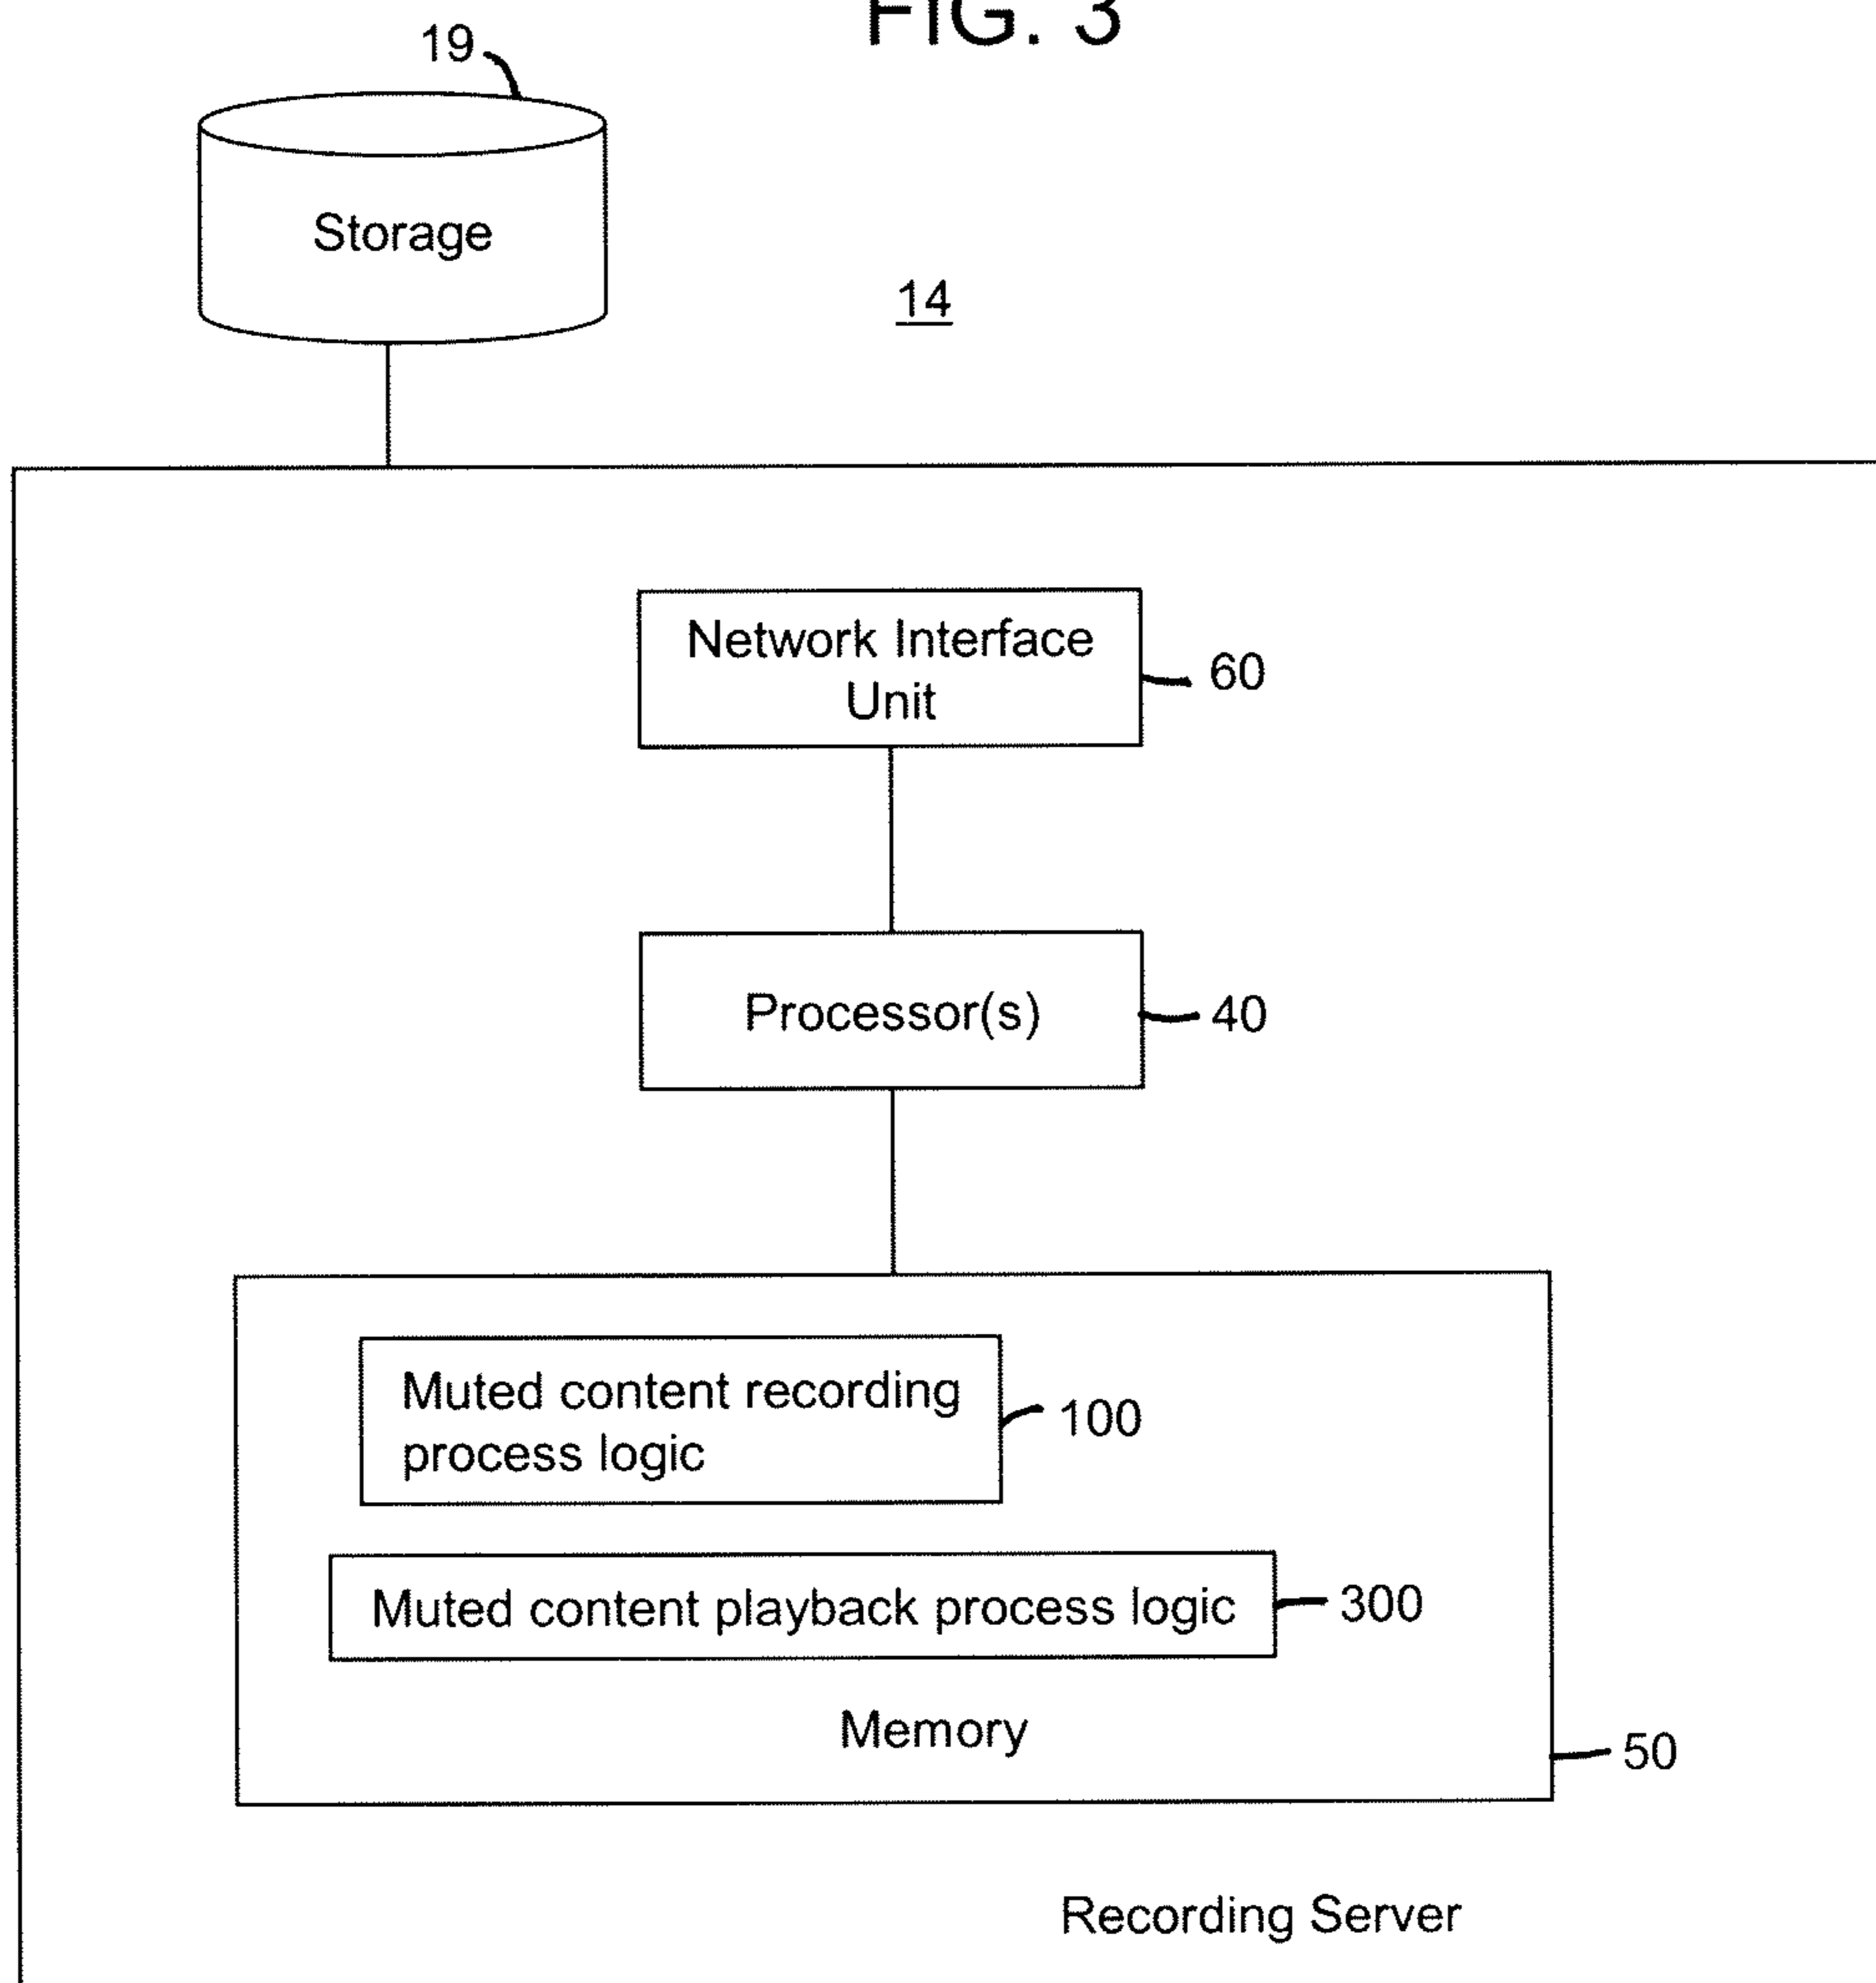 FIG. 3
19
Storage
14
Network Interface
Unit
60
Processor(s)
40
Muted content recording
process logic
100
Muted content playback process logic
300
Memory
50
Recording Server